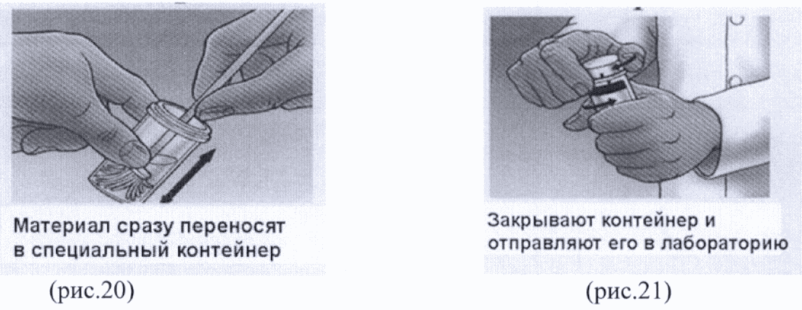 Материал сразу переносят
в специальный контейнер
(рис.20)
Закрывают контейнер и
отправляют его в лабораторию
(рис.21)